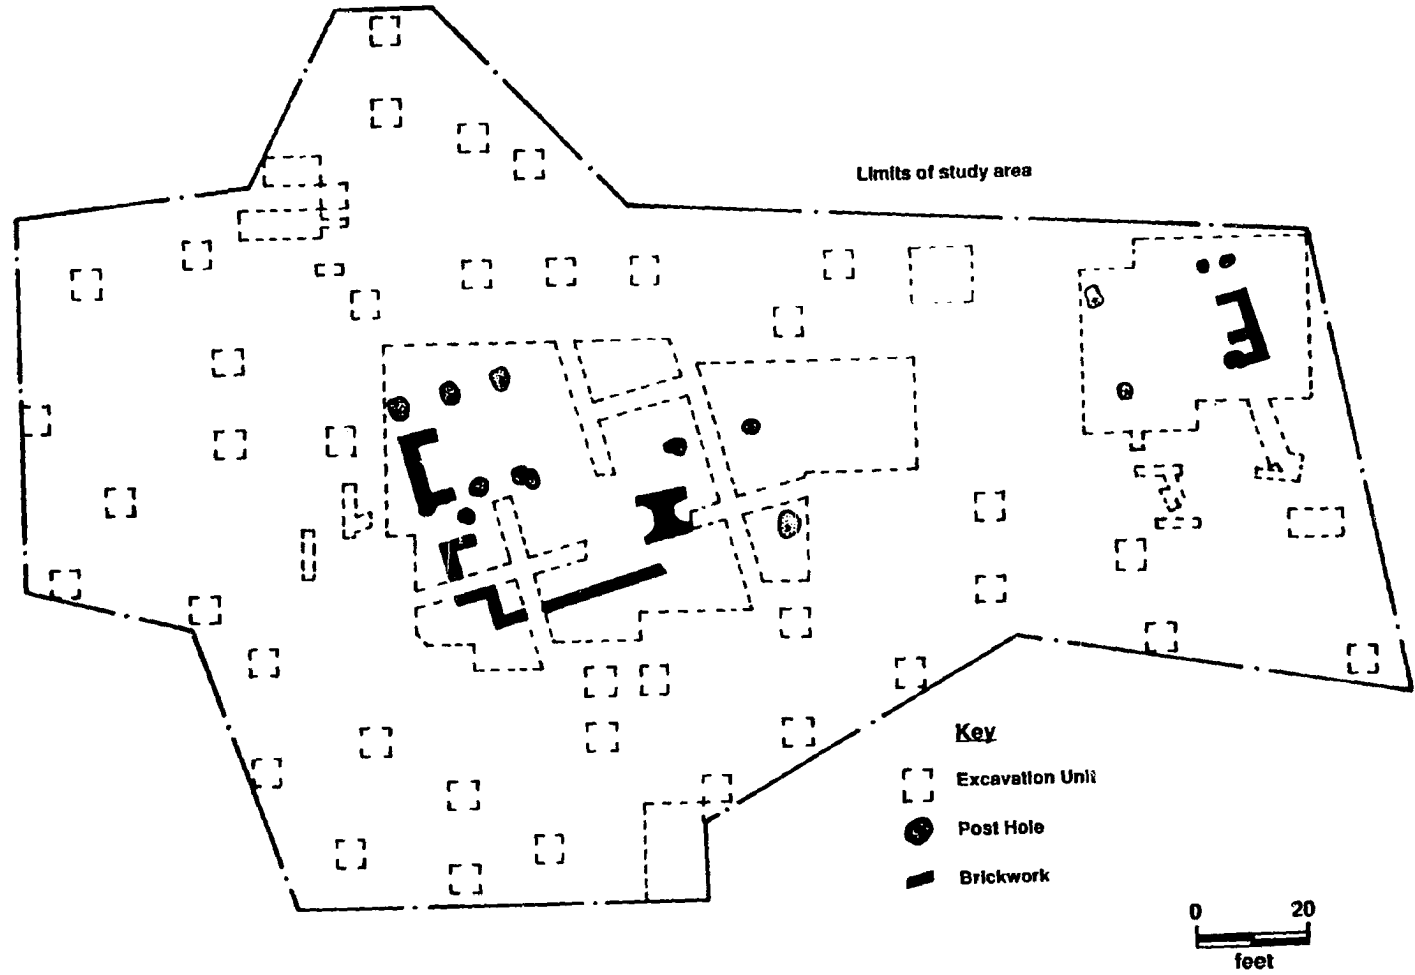 Limits of study area
Key
Excavation Unit
Post Hole
Brickwork
0 20
feet